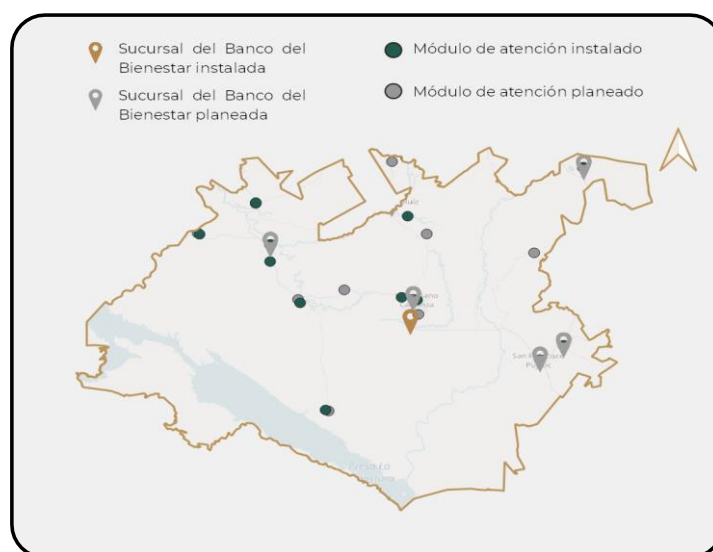 Sucursal del Banco del
Bienestar instalada
Módulo de atención instalado
Sucursal del Banco del
Bienestar planeada
Módulo de atención planeado
San